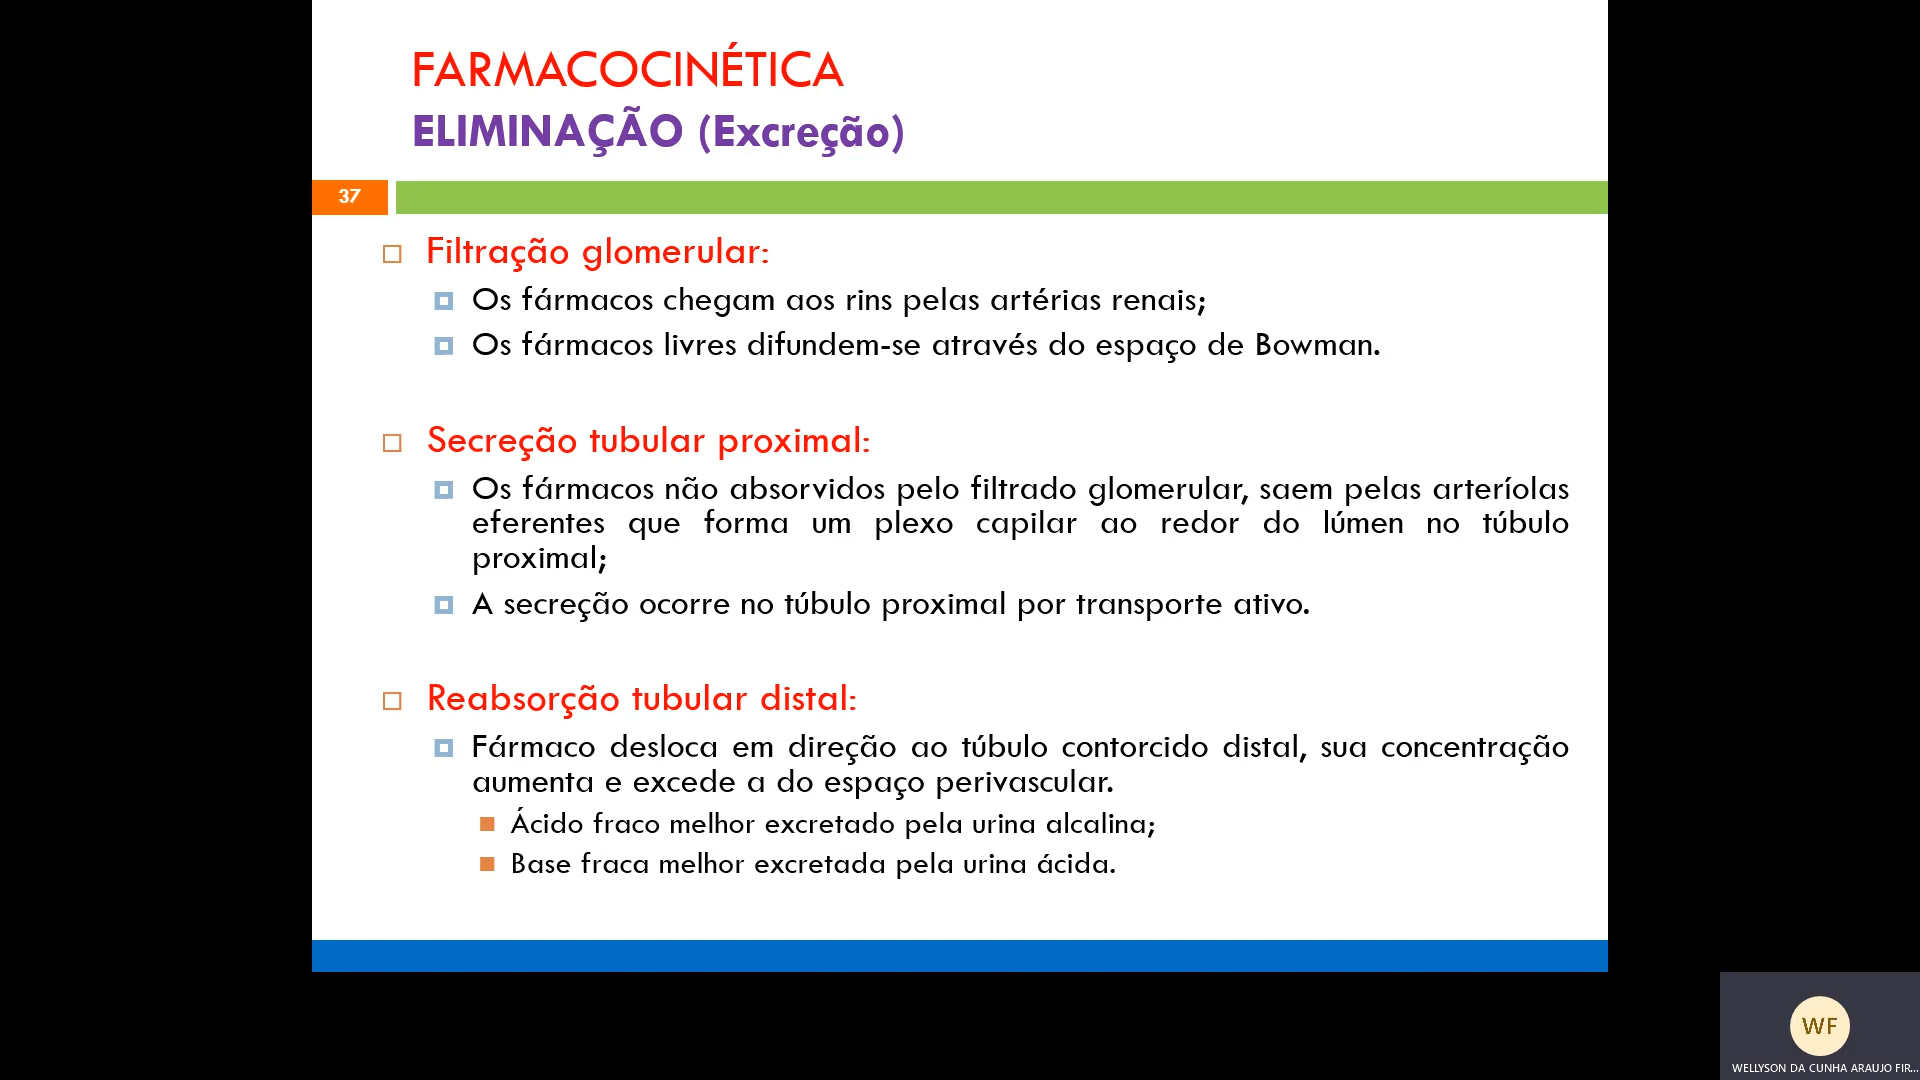 FARMACOCINÉTICA
ELIMINAÇÃO (Excreção)
37
Filtração glomerular:
Os fármacos chegam aos rins pelas artérias renais;
Os fármacos livres difundem-se através do espaço de Bowman.
Secreção tubular proximal:
Os fármacos não absorvidos pelo filtrado glomerular, saem pelas arteríolas
eferentes que forma um plexo capilar ao redor do lúmen no túbulo
proximal;
A secreção ocorre no túbulo proximal por transporte ativo.
Reabsorção tubular distal:
Fármaco desloca em direção ao túbulo contorcido distal, sua concentração
aumenta e excede a do espaço perivascular.
Ácido fraco melhor excretado pela urina alcalina;
Base fraca melhor excretada pela urina ácida.
WF
WELLYSON DA CUNHA ARAUJO FIR...